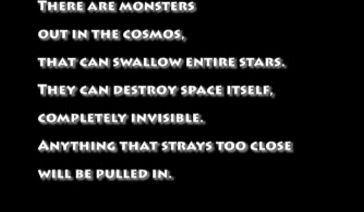 There are monsters
out in the cosmos,
that can swallow entire stars.
They can destroy space itself,
completely invisible.
Anything that strays too close
will be pulled in.